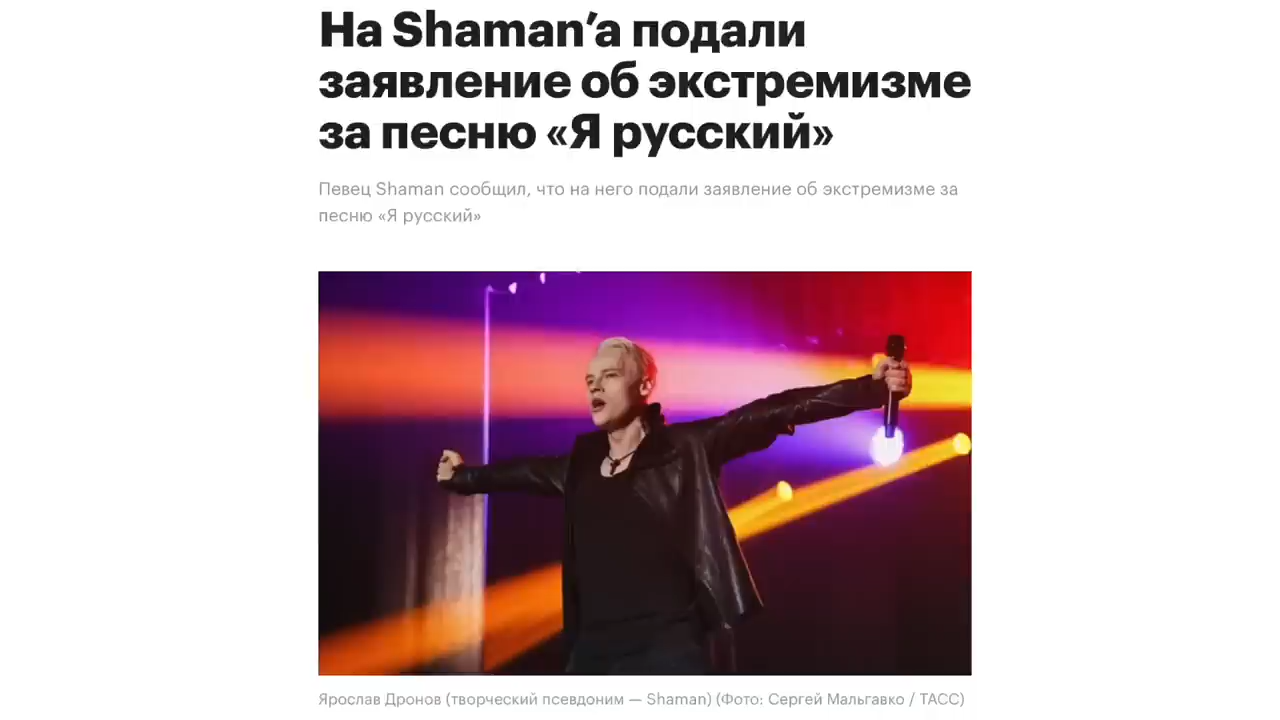 На Shaman’а подали
заявление об экстремизме
за песню «Я русский»
Певец Shaman сообщил, что на него подали заявление об экстремизме за
песню «Я русский»
Ярослав Дронов (творческий псевдоним — Shaman) (Фото: Сергей Мальгавко / ТАСС)